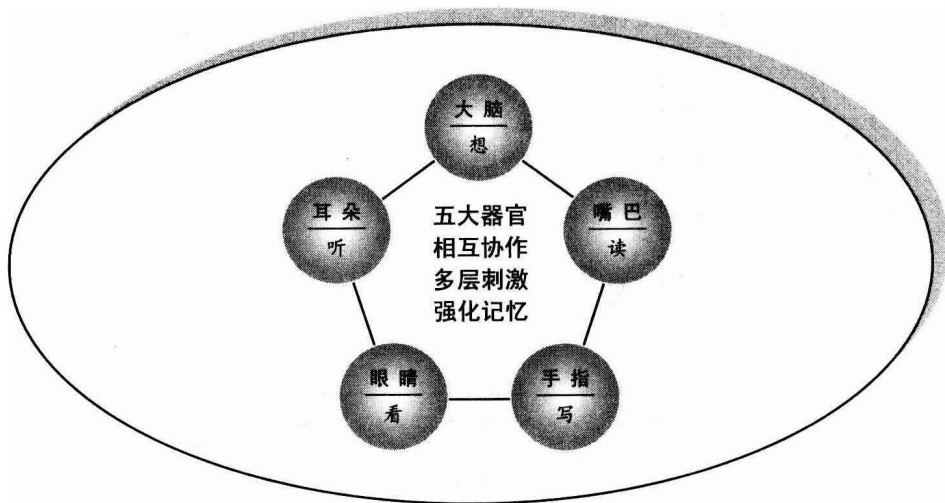 大脑
想
耳朵
听
嘴巴
读
五大器官
相互协作
多层刺激
强化记忆
眼睛
看
手指
写